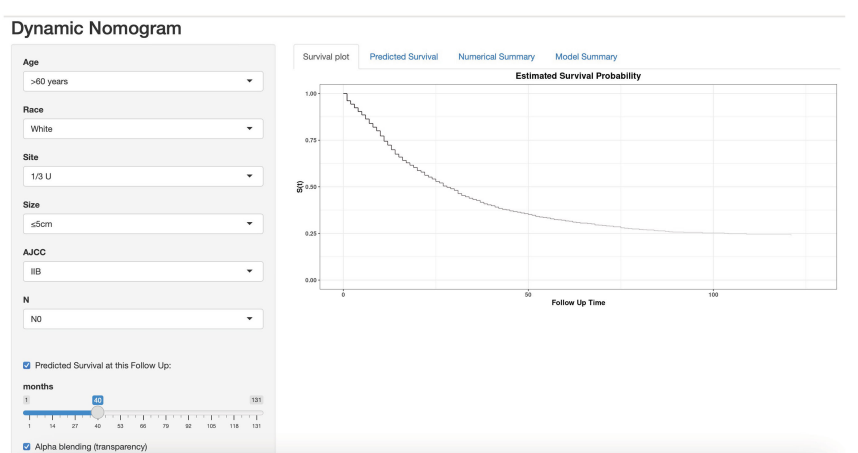 Dynamic Nomogram
Age
>60 years
Race
White
Site
1/3 U
Size
≤5cm
AJCC
IIB
N
N0
Predicted Survival at this Follow Up:
months
1 40 131
1 14 27 40 53 66 79 92 105 118 131
Alpha blending (transparency)
Survival plot Predicted Survival Numerical Summary Model Summary
Estimated Survival Probability
1.00
0.75
0.50
0.25
0.00
S(t)
0 50 100
Follow Up Time